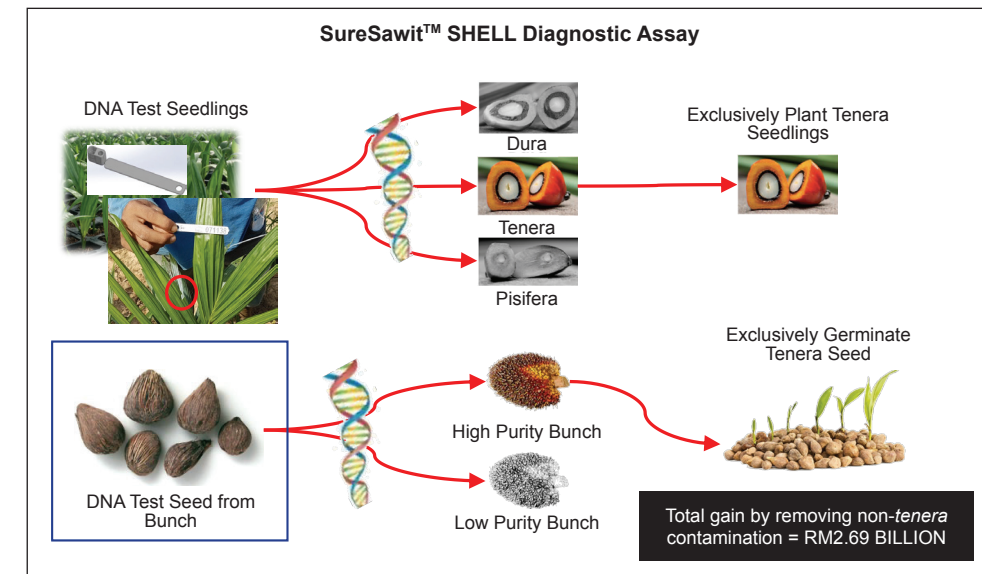 SureSawit™ SHELL Diagnostic Assay
DNA Test Seedlings
Dura
Tenera
Pisifera
Exclusively Plant Tenera
Seedlings
DNA Test Seed from
Bunch
High Purity Bunch
Low Purity Bunch
Exclusively Germinate
Tenera Seed
Total gain by removing non-tenera
contamination = RM2.69 BILLION